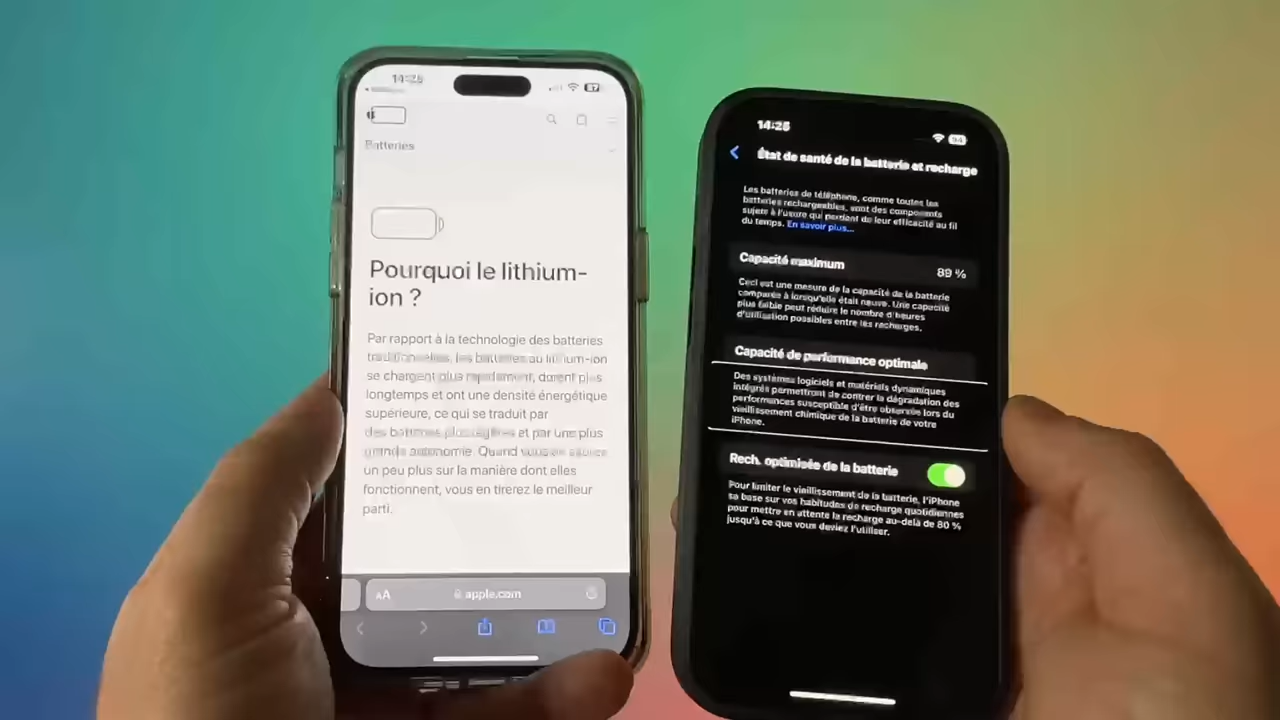 14:25
87
Batteries
Pourquoi le lithium-
ion ?
Par rapport à la technologie des batteries
traditionnelles, les batteries au lithium-ion
se chargent plus rapidement, durent plus
longtemps et ont une densité énergétique
supérieure, ce qui se traduit par
des batteries plus légères et par une plus
grande autonomie. Quand vous en saurez
un peu plus sur la manière dont elles
fonctionnent, vous en tirerez le meilleur
parti.
AA
apple.com
14:25
94
État de santé de la batterie et recharge
Les batteries de téléphone, comme toutes les
batteries rechargeables, sont des composants
sujets à l'usure qui perdent de leur efficacité au fil
du temps. En savoir plus...
Capacité maximum
89 %
Ceci est une mesure de la capacité de la batterie
comparée à lorsqu'elle était neuve. Une capacité
plus faible peut réduire le nombre d'heures
d'utilisation possibles entre les recharges.
Capacité de performance optimale
Des systèmes logiciels et matériels dynamiques
intégrés permettront de contrer la dégradation des
performances susceptible d'être observée lors du
vieillissement chimique de la batterie de votre
iPhone.
Rech. optimisée de la batterie
Pour limiter le vieillissement de la batterie, l'iPhone
se base sur vos habitudes de recharge quotidiennes
pour mettre en attente la recharge au-delà de 80 %
jusqu'à ce que vous deviez l'utiliser.